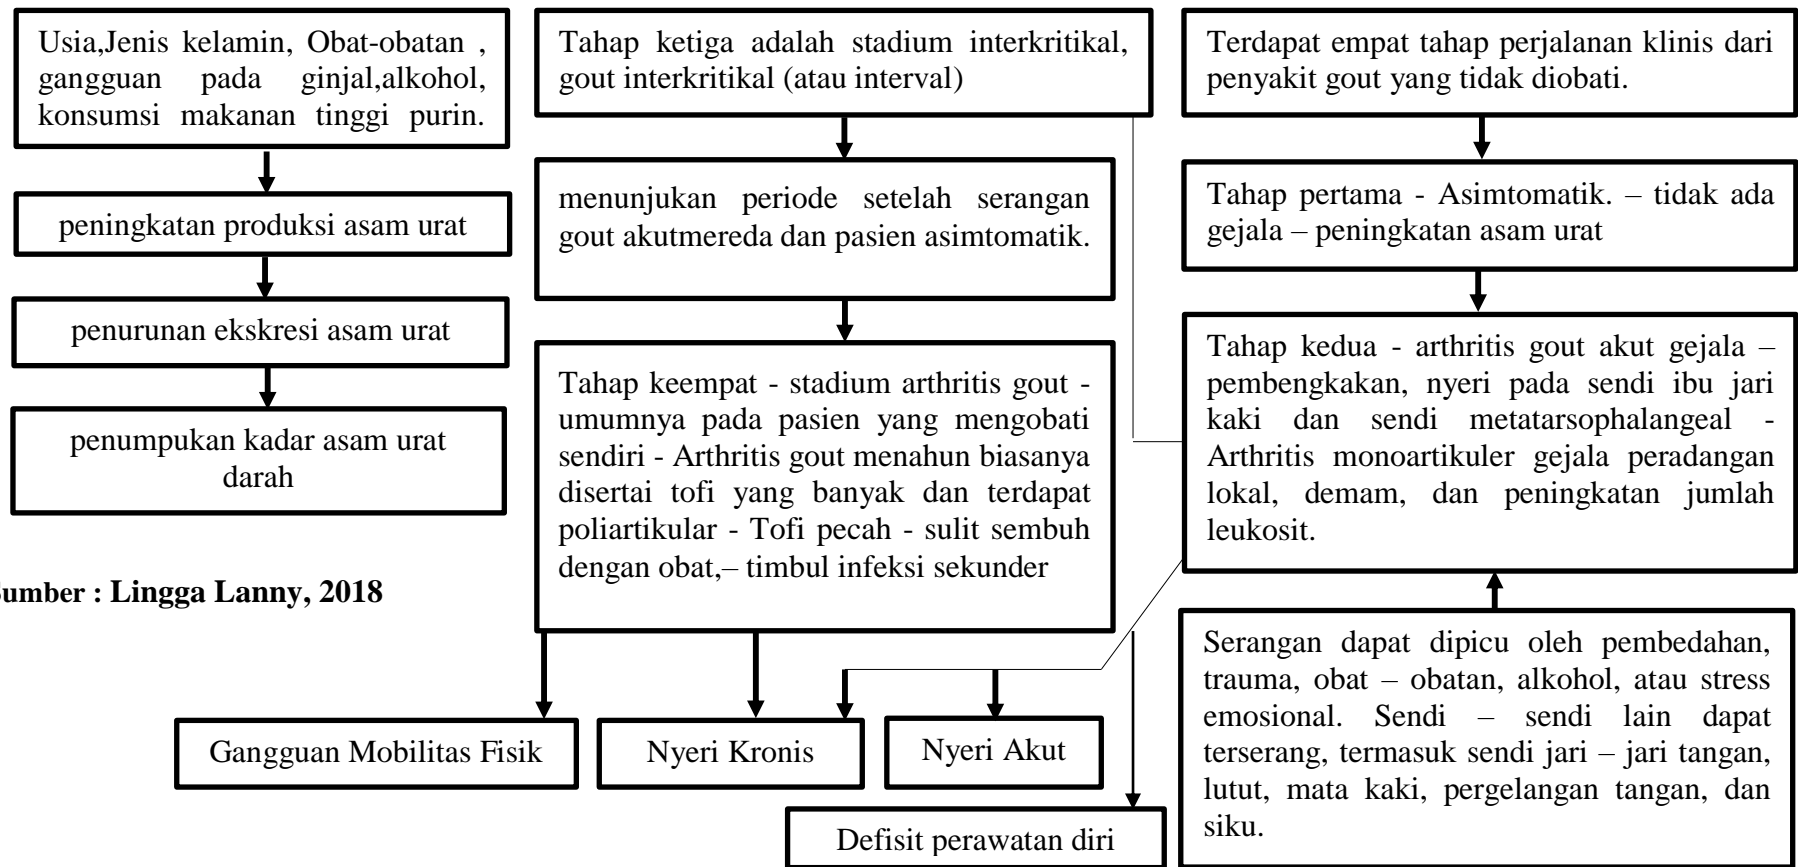 Usia,Jenis kelamin, Obat-obatan ,
gangguan pada ginjal,alkohol,
konsumsi makanan tinggi purin.
peningkatan produksi asam urat
penurunan ekskresi asam urat
penumpukan kadar asam urat
darah
Sumber : Lingga Lanny, 2018
Tahap ketiga adalah stadium interkritikal,
gout interkritikal (atau interval)
menunjukan periode setelah serangan
gout akutmereda dan pasien asimtomatik.
Tahap keempat - stadium arthritis gout -
umumnya pada pasien yang mengobati
sendiri - Arthritis gout menahun biasanya
disertai tofi yang banyak dan terdapat
poliartikular - Tofi pecah - sulit sembuh
dengan obat,– timbul infeksi sekunder
Terdapat empat tahap perjalanan klinis dari
penyakit gout yang tidak diobati.
Tahap pertama - Asimtomatik. – tidak ada
gejala – peningkatan asam urat
Tahap kedua - arthritis gout akut gejala –
pembengkakan, nyeri pada sendi ibu jari
kaki dan sendi metatarsophalangeal -
Arthritis monoartikuler gejala peradangan
lokal, demam, dan peningkatan jumlah
leukosit.
Serangan dapat dipicu oleh pembedahan,
trauma, obat – obatan, alkohol, atau stress
emosional. Sendi – sendi lain dapat
terserang, termasuk sendi jari – jari tangan,
lutut, mata kaki, pergelangan tangan, dan
siku.
Gangguan Mobilitas Fisik
Nyeri Kronis
Nyeri Akut
Defisit perawatan diri